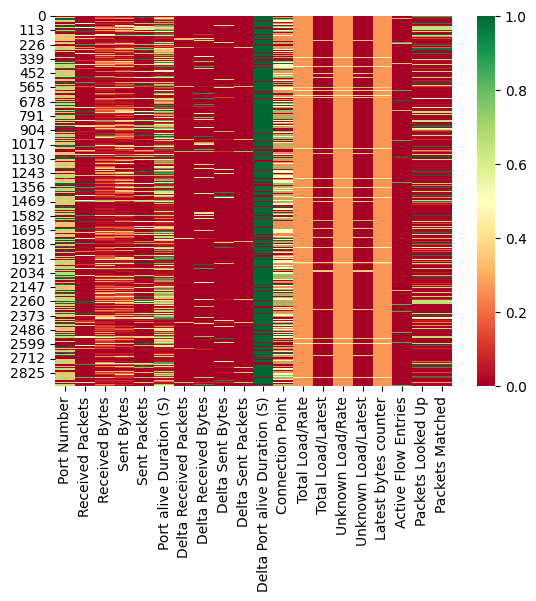 0
113
226
339
452
565
678
791
904
1017
1130
1243
1356
1469
1582
1695
1808
1921
2034
2147
2260
2373
2486
2599
2712
2825
Port Number
Received Packets
Received Bytes
Sent Bytes
Sent Packets
Port alive Duration (S)
Delta Received Packets
Delta Received Bytes
Delta Sent Bytes
Delta Sent Packets
Delta Port alive Duration (S)
Connection Point
Total Load/Rate
Total Load/Latest
Unknown Load/Rate
Unknown Load/Latest
Latest bytes counter
Active Flow Entries
Packets Looked Up
Packets Matched
1.0
0.8
0.6
0.4
0.2
0.0